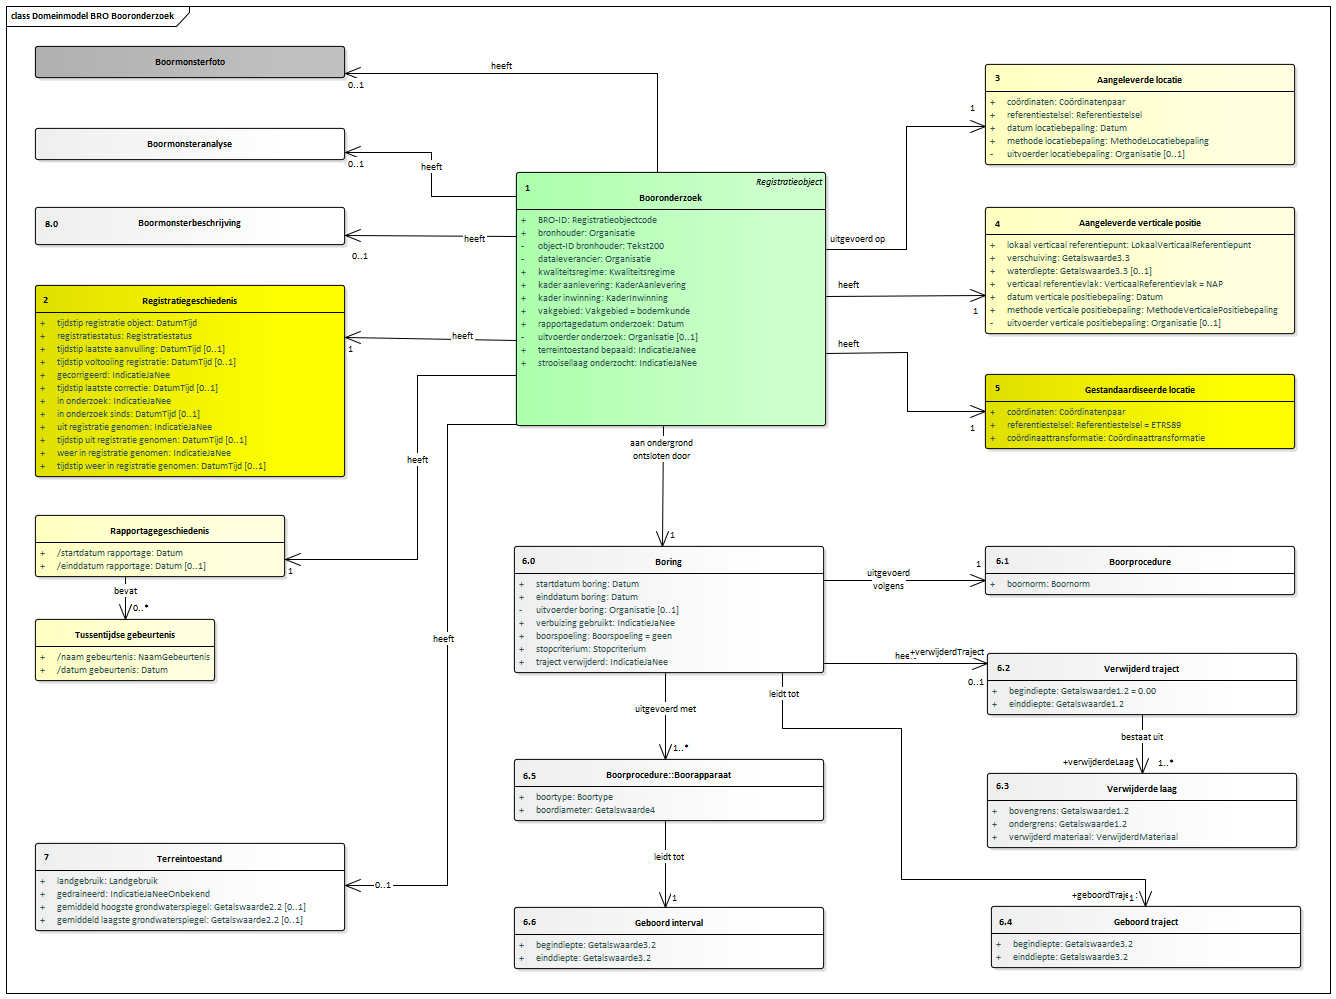 class Domeinmodel BRO Booronderzoek
Boormonsterfoto
heeft
0..1
Boormonsteranalyse
heeft
0..1
8.0
Boormonsterbeschrijving
heeft
0..1
Registratieobject
1
Booronderzoek
+ BRO-ID: Registratieobjectcode
+ bronhouder: Organisatie
- object-ID bronhouder: Tekst200
- dataleverancier: Organisatie
+ kwaliteitsregime: Kwaliteitsregime
+ kader aanlevering: KaderAanlevering
+ kader inwinning: KaderInwinning
+ vakgebied: Vakgebied = bodemkunde
+ rapportagedatum onderzoek: Datum
- uitvoerder onderzoek: Organisatie [0..1]
+ terreintoestand bepaald: IndicatieJaNee
+ strooisellaag onderzocht: IndicatieJaNee
uitgevoerd op
1
3
Aangeleverde locatie
+ coördinaten: Coördinatenpaar
+ referentiestelsel: Referentiestelsel
+ datum locatiebepaling: Datum
+ methode locatiebepaling: MethodeLocatiebepaling
- uitvoerder locatiebepaling: Organisatie [0..1]
heeft
1
4
Aangeleverde verticale positie
+ lokaal verticaal referentiepunt: LokaalVerticaalReferentiepunt
+ verschuiving: Getalswaarde3.3
+ waterdiepte: Getalswaarde3.3 [0..1]
+ verticaal referentievlak: VerticaalReferentievlak = NAP
+ datum verticale positiebepaling: Datum
+ methode verticale positiebepaling: MethodeVerticalePositiebepaling
- uitvoerder verticale positiebepaling: Organisatie [0..1]
heeft
1
5
Gestandaardiseerde locatie
+ coördinaten: Coördinatenpaar
+ referentiestelsel: Referentiestelsel = ETRS89
+ coördinaattransformatie: Coördinaattransformatie
2
Registratiegeschiedenis
+ tijdstip registratie object: DatumTijd
+ registratiestatus: Registratiestatus
+ tijdstip laatste aanvulling: DatumTijd [0..1]
+ tijdstip voltooiing registratie: DatumTijd [0..1]
+ gecorrigeerd: IndicatieJaNee
+ tijdstip laatste correctie: DatumTijd [0..1]
+ in onderzoek: IndicatieJaNee
+ in onderzoek sinds: DatumTijd [0..1]
+ uit registratie genomen: IndicatieJaNee
+ tijdstip uit registratie genomen: DatumTijd [0..1]
+ weer in registratie genomen: IndicatieJaNee
+ tijdstip weer in registratie genomen: DatumTijd [0..1]
heeft
1
heeft
1
Rapportagegeschiedenis
+ /startdatum rapportage: Datum
+ /einddatum rapportage: Datum [0..1]
bevat
0..*
Tussentijdse gebeurtenis
+ /naam gebeurtenis: NaamGebeurtenis
+ /datum gebeurtenis: Datum
heeft
0..1
7
Terreintoestand
+ landgebruik: Landgebruik
+ gedraineerd: IndicatieJaNeeOnbekend
+ gemiddeld hoogste grondwaterspiegel: Getalswaarde2.2 [0..1]
+ gemiddeld laagste grondwaterspiegel: Getalswaarde2.2 [0..1]
aan ondergrond
ontsloten door
1
6.0
Boring
+ startdatum boring: Datum
+ einddatum boring: Datum
- uitvoerder boring: Organisatie [0..1]
+ verbuizing gebruikt: IndicatieJaNee
+ boorspoeling: Boorspoeling = geen
+ stopcriterium: Stopcriterium
+ traject verwijderd: IndicatieJaNee
uitgevoerd
volgens
1
6.1
Boorprocedure
+ boornorm: Boornorm
+verwijderdTraject
0..1
6.2
Verwijderd traject
+ begindiepte: Getalswaarde1.2 = 0.00
+ einddiepte: Getalswaarde1.2
bestaat uit
+verwijderdeLaag
1..*
6.3
Verwijderde laag
+ bovengrens: Getalswaarde1.2
+ ondergrens: Getalswaarde1.2
+ verwijderd materiaal: VerwijderdMateriaal
leidt tot
1
6.4
Geboord traject
+ begindiepte: Getalswaarde3.2
+ einddiepte: Getalswaarde3.2
uitgevoerd met
1..*
6.5
Boorprocedure::Boorapparaat
+ boortype: Boortype
+ boordiameter: Getalswaarde4
leidt tot
1
6.6
Geboord interval
+ begindiepte: Getalswaarde3.2
+ einddiepte: Getalswaarde3.2